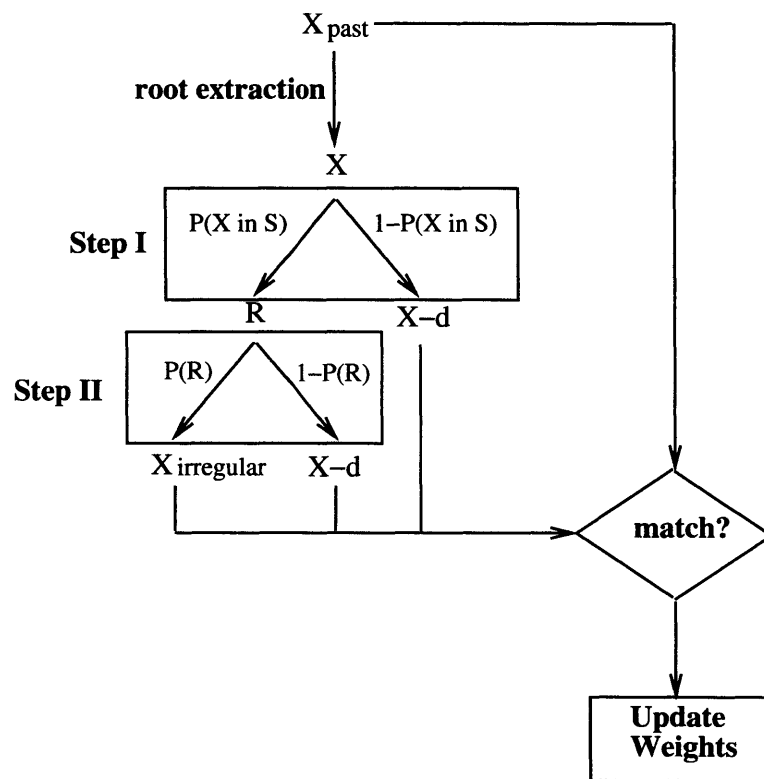 X past
root extraction
X
Step I
P(X in S)
1–P(X in S)
R
X–d
Step II
P(R)
1–P(R)
X irregular
X–d
match?
Update
Weights